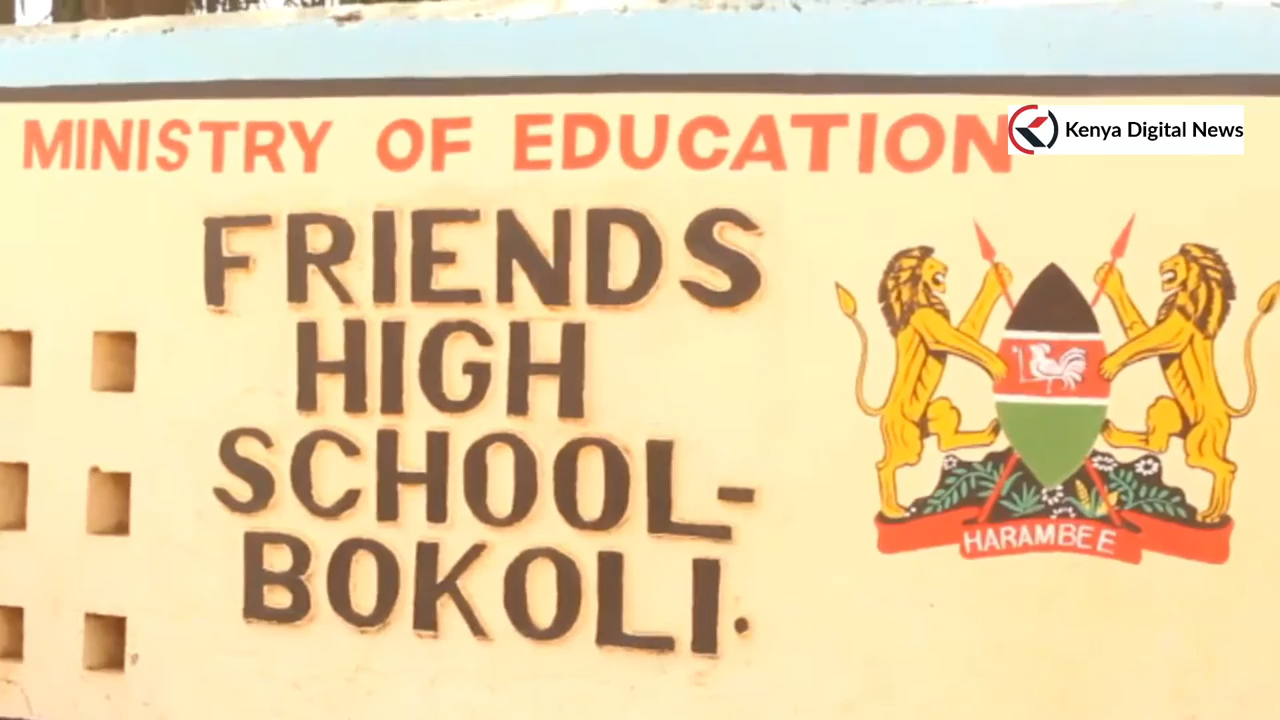 MINISTRY OF EDUCATION
Kenya Digital News
FRIENDS
HIGH
SCHOOL-
BOKOLI.
HARAMBEE